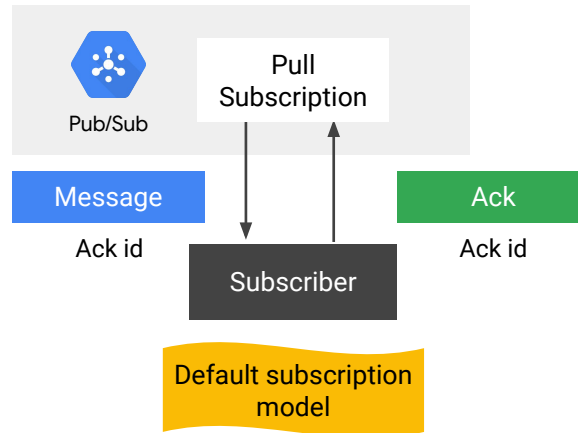 Pull
Subscription
Pub/Sub
Message
Ack
Ack id
Ack id
Subscriber
Default subscription
model